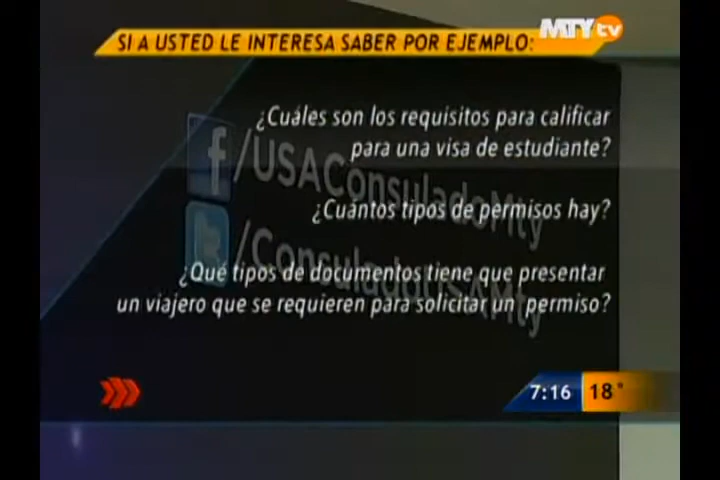 SI A USTED LE INTERESA SABER POR EJEMPLO:
MTY tv
¿Cuáles son los requisitos para calificar
para una visa de estudiante?
f/USAConsuladoMty
¿Cuántos tipos de permisos hay?
t/ConsuladoUSAMty
¿Qué tipos de documentos tiene que presentar
un viajero que se requieren para solicitar un permiso?
7:16 18°